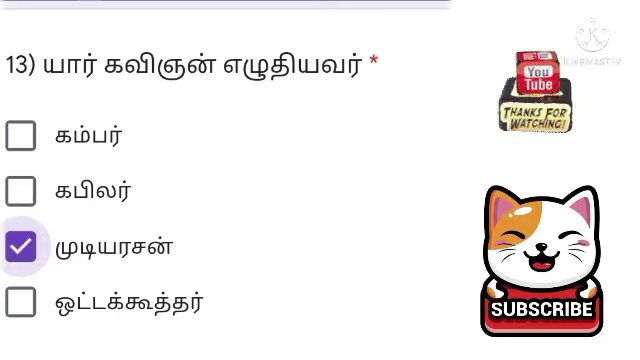 13) யார் கவிஞன் எழுதியவர் *
கம்பர்
கபிலர்
முடியரசன்
ஒட்டக்கூத்தர்
KINEMASTER
You
Tube
THANKS FOR
WATCHING!
SUBSCRIBE